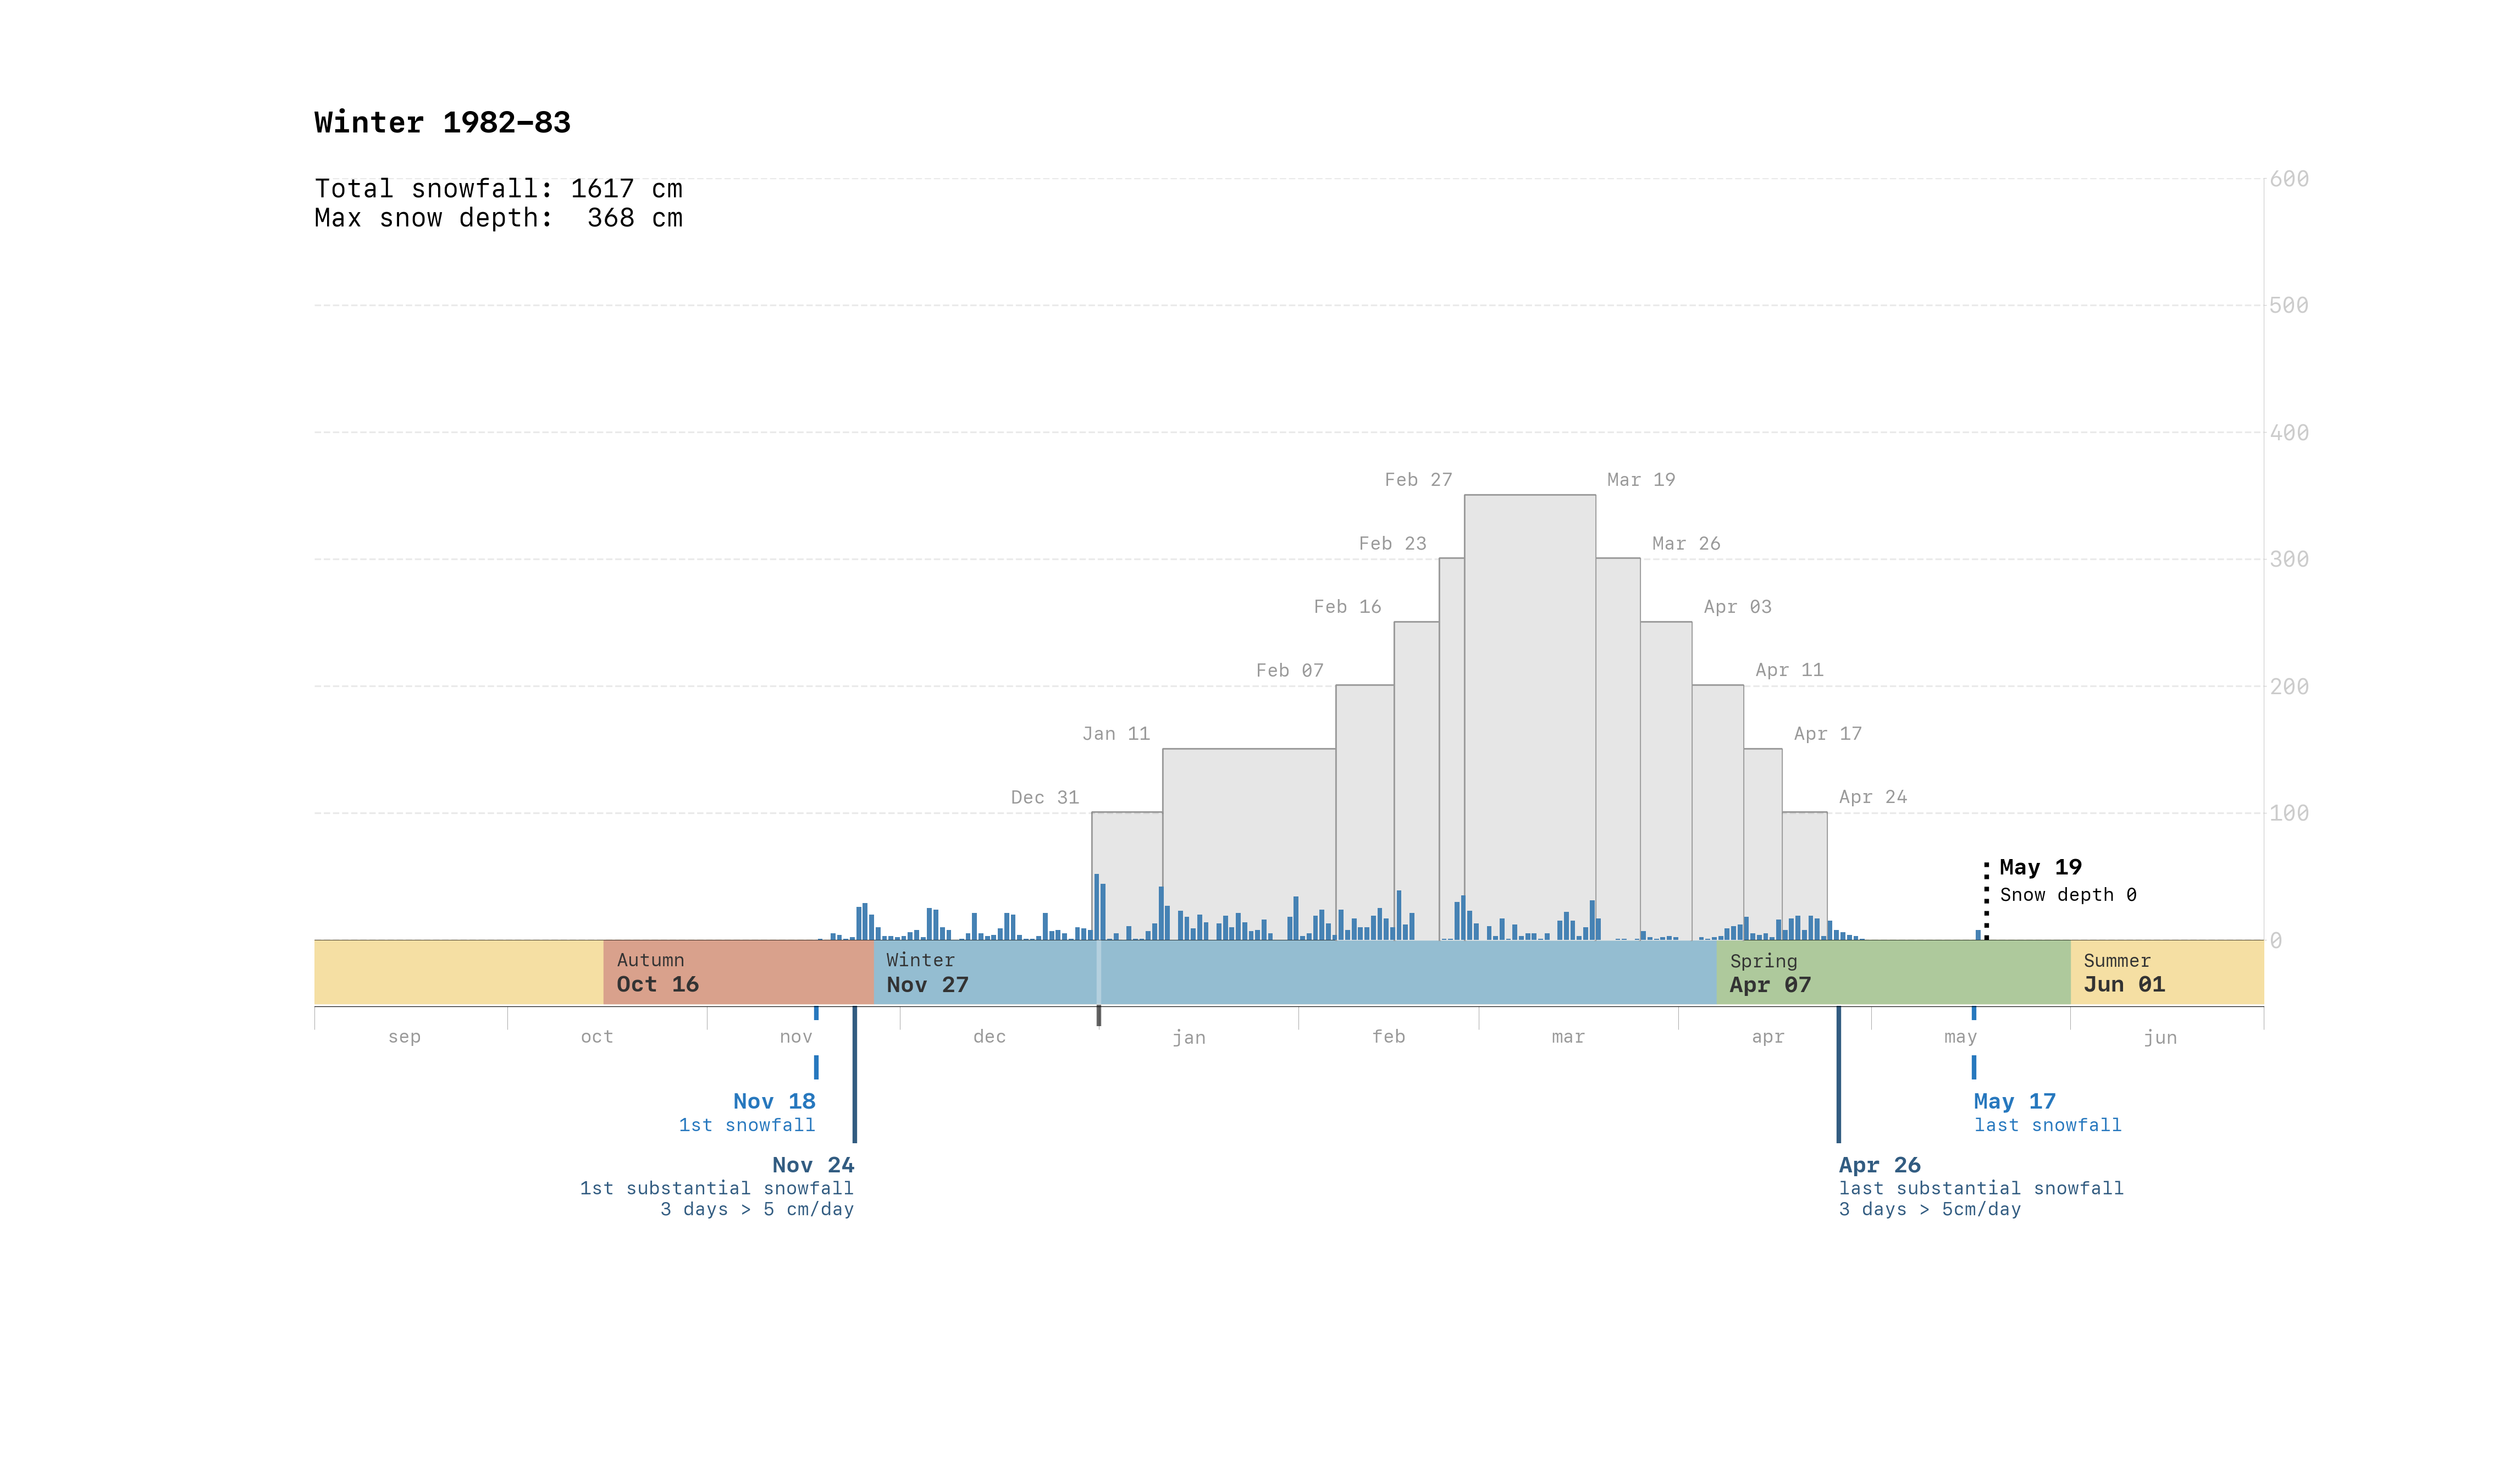 Winter 1982–83
Total snowfall: 1617 cm
Max snow depth: 368 cm
600
500
400
Feb 27
Mar 19
Feb 23
Mar 26
300
Feb 16
Apr 03
Feb 07
Apr 11
200
Jan 11
Apr 17
Dec 31
Apr 24
100
May 19
Snow depth 0
0
Autumn
Oct 16
Winter
Nov 27
Spring
Apr 07
Summer
Jun 01
sep oct nov dec jan feb mar apr may jun
Nov 18
1st snowfall
May 17
last snowfall
Nov 24
1st substantial snowfall
3 days > 5 cm/day
Apr 26
last substantial snowfall
3 days > 5cm/day